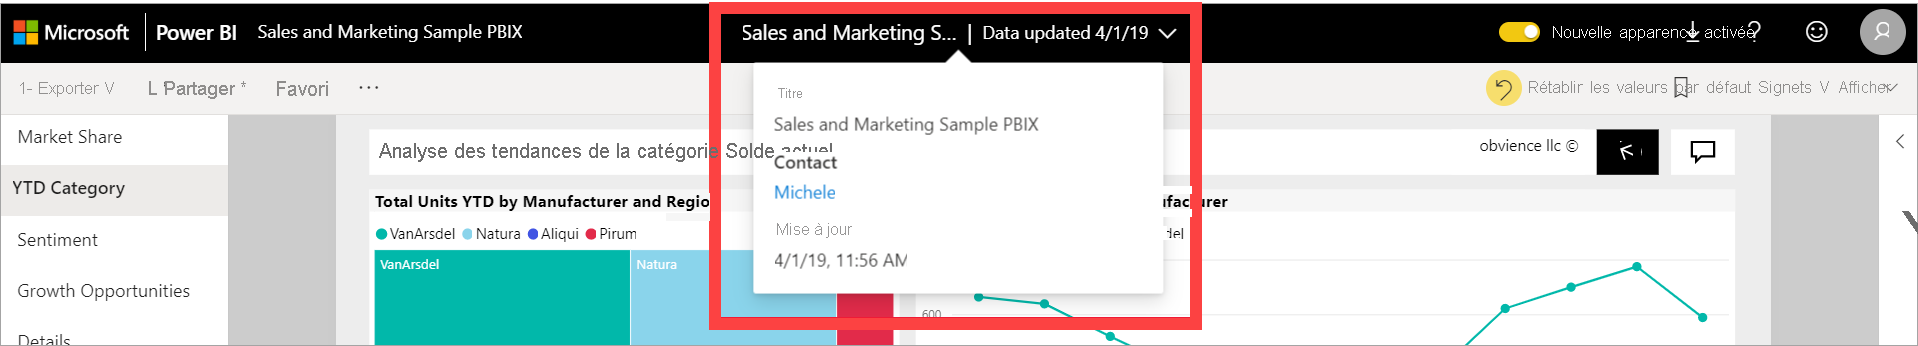 Microsoft Power BI Sales and Marketing Sample PBIX
Sales and Marketing S... | Data updated 4/1/19
Nouvelle apparence activée ?
1- Exporter V L Partager * Favori ...
Rétablir les valeurs par défaut Signets V Afficher
Market Share
YTD Category
Sentiment
Growth Opportunities
Details
Titre
Sales and Marketing Sample PBIX
Contact
Michele
Mise à jour
4/1/19, 11:56 AM
Analyse des tendances de la catégorie Solde actuel
obvience llc ©
Total Units YTD by Manufacturer and Regio
VanArsdel Natura Aliqui Pirum
VanArsdel
Natura
ufacturer
del
600